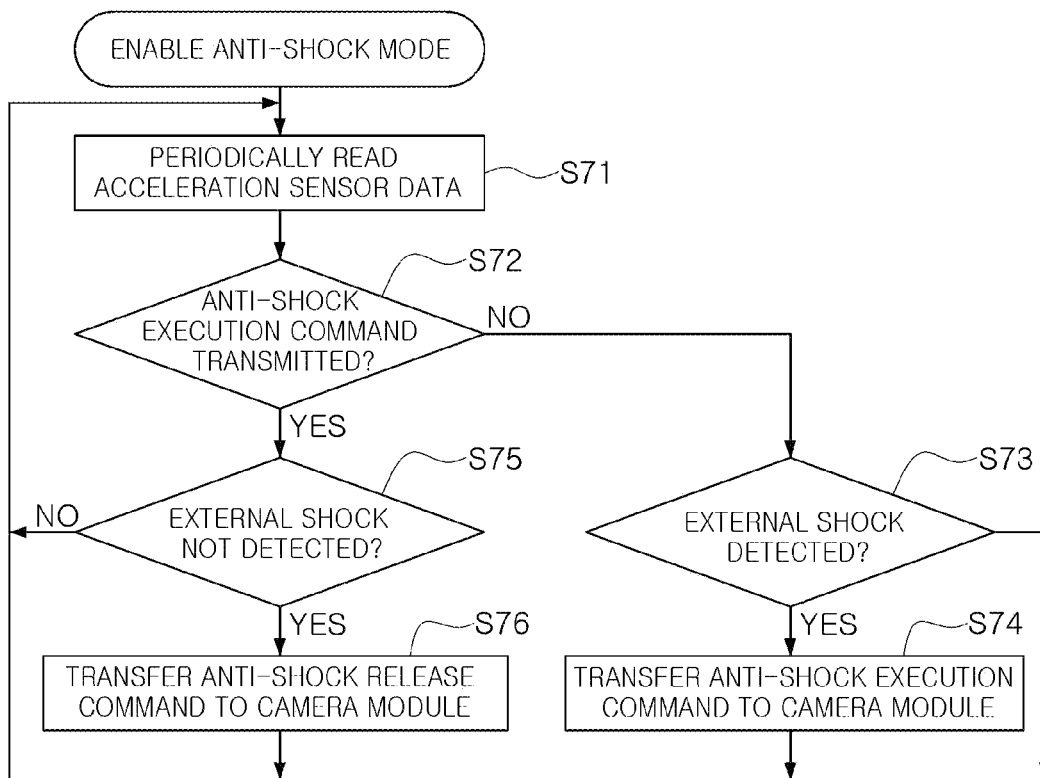 ENABLE ANTI-SHOCK MODE
PERIODICALLY READ
ACCELERATION SENSOR DATA
S71
S72
ANTI-SHOCK
EXECUTION COMMAND
TRANSMITTED?
NO
YES
S75
EXTERNAL SHOCK
NOT DETECTED?
NO
YES
S73
EXTERNAL SHOCK
DETECTED?
YES
S76
TRANSFER ANTI-SHOCK RELEASE
COMMAND TO CAMERA MODULE
S74
TRANSFER ANTI-SHOCK EXECUTION
COMMAND TO CAMERA MODULE